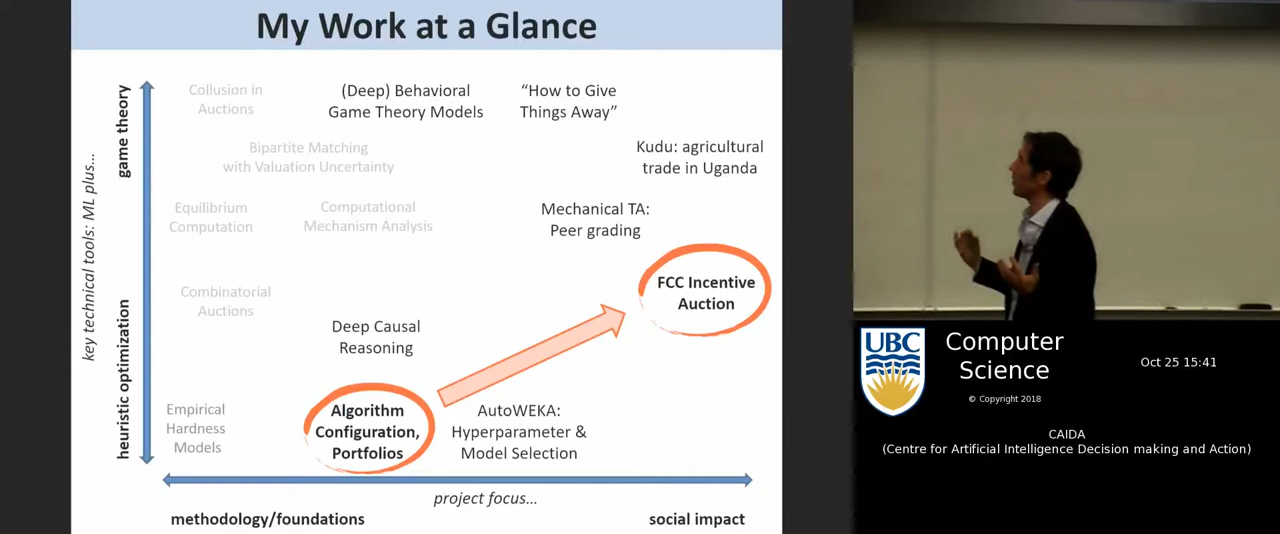 My Work at a Glance
key technical tools: ML plus...
game theory
heuristic optimization
Collusion in
Auctions
(Deep) Behavioral
Game Theory Models
“How to Give
Things Away”
Bipartite Matching
with Valuation Uncertainty
Kudu: agricultural
trade in Uganda
Equilibrium
Computation
Computational
Mechanism Analysis
Mechanical TA:
Peer grading
Combinatorial
Auctions
FCC Incentive
Auction
Deep Causal
Reasoning
Empirical
Hardness
Models
Algorithm
Configuration,
Portfolios
AutoWEKA:
Hyperparameter &
Model Selection
project focus...
methodology/foundations
social impact
UBC
Computer
Science
© Copyright 2018
Oct 25 15:41
CAIDA
(Centre for Artificial Intelligence Decision making and Action)